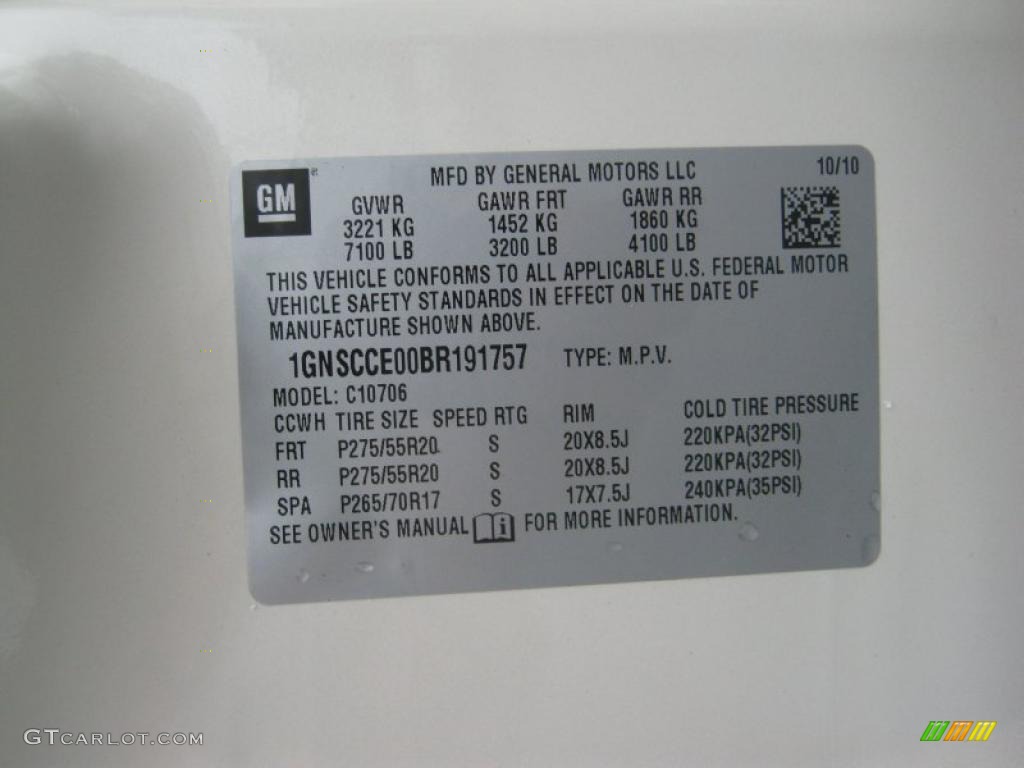 GM
MFD BY GENERAL MOTORS LLC 10/10
GVWR GAWR FRT GAWR RR
3221 KG 1452 KG 1860 KG
7100 LB 3200 LB 4100 LB
THIS VEHICLE CONFORMS TO ALL APPLICABLE U.S. FEDERAL MOTOR
VEHICLE SAFETY STANDARDS IN EFFECT ON THE DATE OF
MANUFACTURE SHOWN ABOVE.
1GNSCCE00BR191757 TYPE: M.P.V.
MODEL: C10706
CCWH TIRE SIZE SPEED RTG RIM COLD TIRE PRESSURE
FRT P275/55R20 S 20X8.5J 220KPA(32PSI)
RR P275/55R20 S 20X8.5J 220KPA(32PSI)
SPA P265/70R17 S 17X7.5J 240KPA(35PSI)
SEE OWNER'S MANUAL FOR MORE INFORMATION.
GTCARLOT.COM